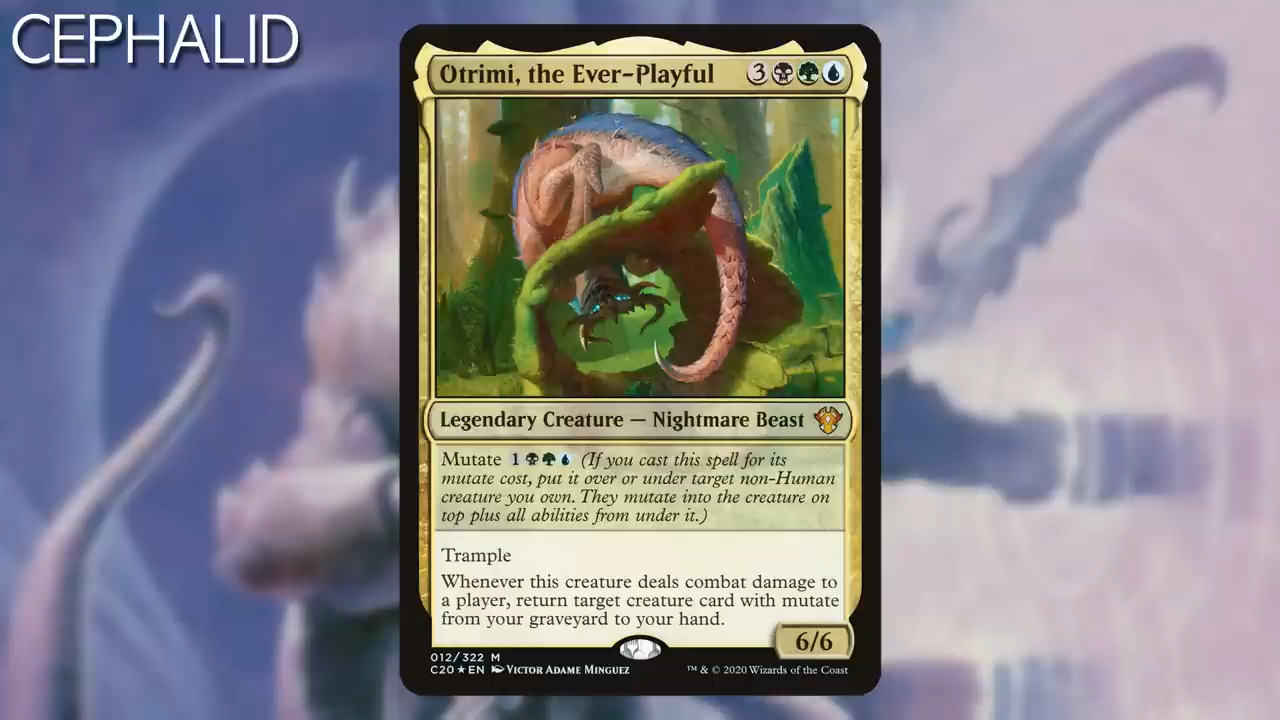 CEPHALID
Otrimi, the Ever-Playful 3
Legendary Creature — Nightmare Beast
Mutate 1 (If you cast this spell for its
mutate cost, put it over or under target non-Human
creature you own. They mutate into the creature on
top plus all abilities from under it.)
Trample
Whenever this creature deals combat damage to
a player, return target creature card with mutate
from your graveyard to your hand.
6/6
012/322 M
C20★EN VICTOR ADAME MINGUEZ ™ & © 2020 Wizards of the Coast